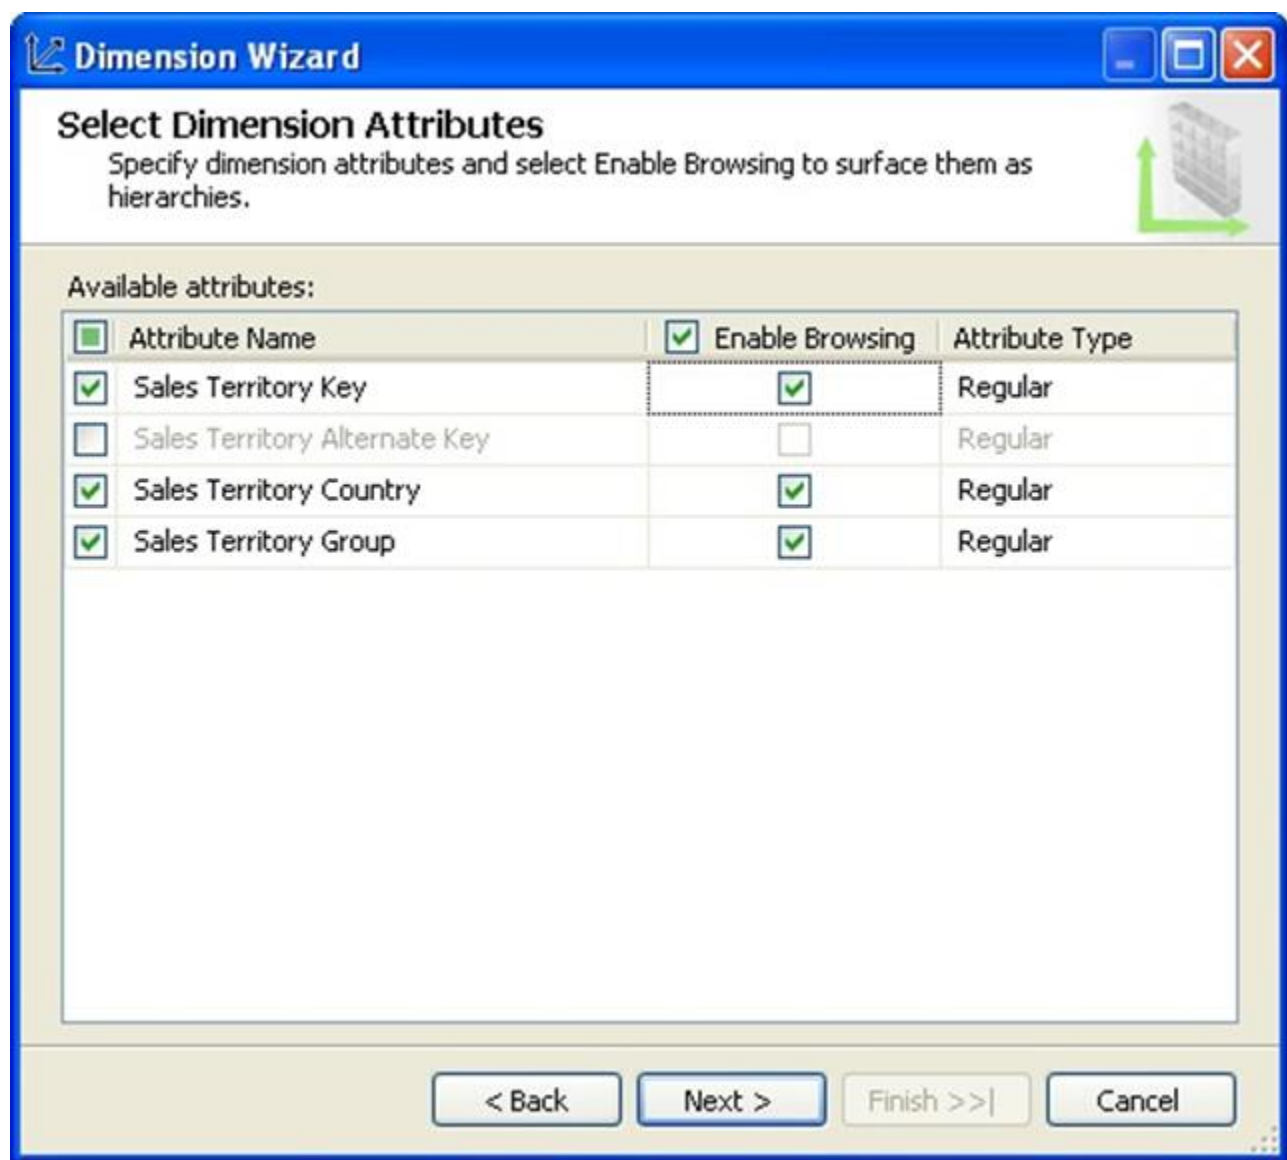 Dimension Wizard
Select Dimension Attributes
Specify dimension attributes and select Enable Browsing to surface them as
hierarchies.
Available attributes:
Attribute Name Enable Browsing Attribute Type
Sales Territory Key Regular
Sales Territory Alternate Key Regular
Sales Territory Country Regular
Sales Territory Group Regular
< Back Next > Finish >>| Cancel